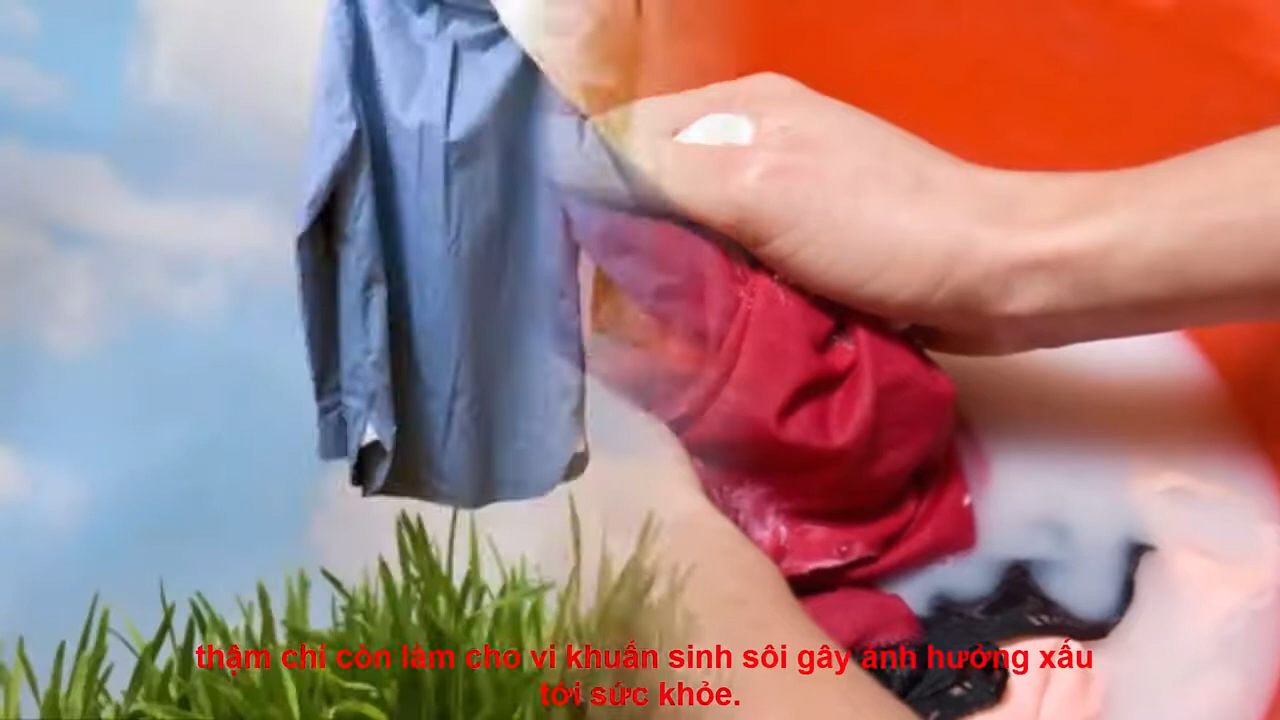 thậm chí còn làm cho vi khuẩn sinh sôi gây ảnh hưởng xấu
tới sức khỏe.